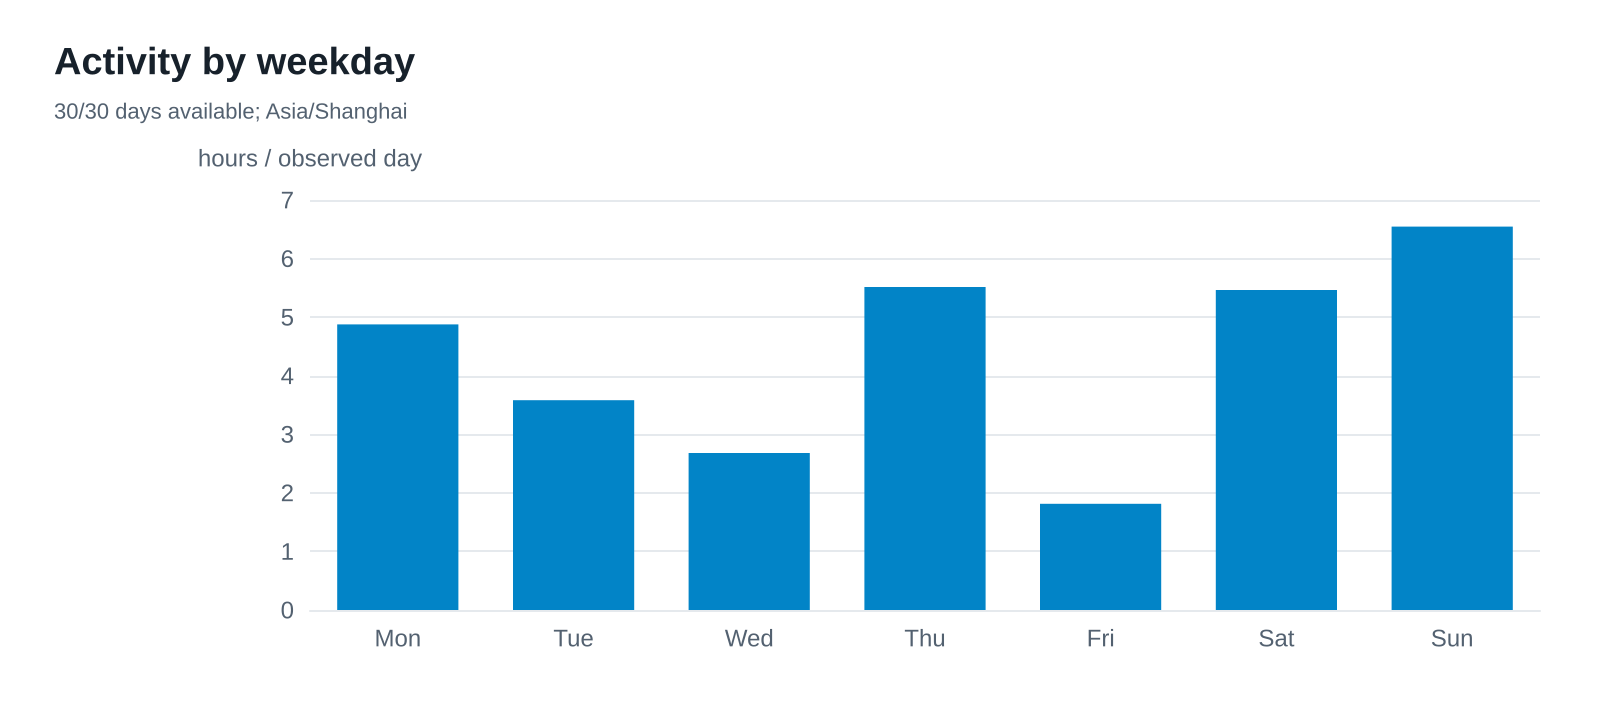 Activity by weekday
30/30 days available; Asia/Shanghai
hours / observed day
7
6
5
4
3
2
1
0
Mon Tue Wed Thu Fri Sat Sun